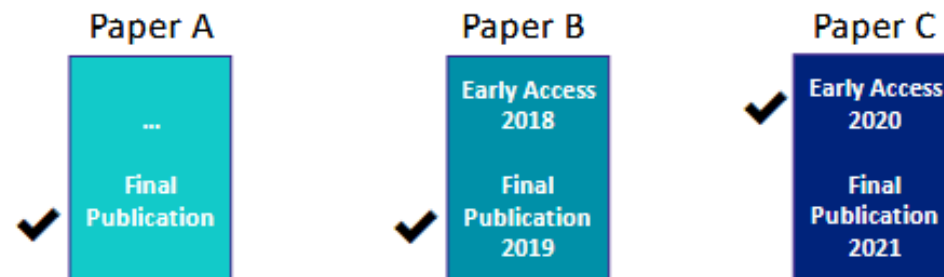 Paper A
Paper B
Paper C
...
Final
Publication
Early Access
2018
Final
Publication
2019
Early Access
2020
Final
Publication
2021